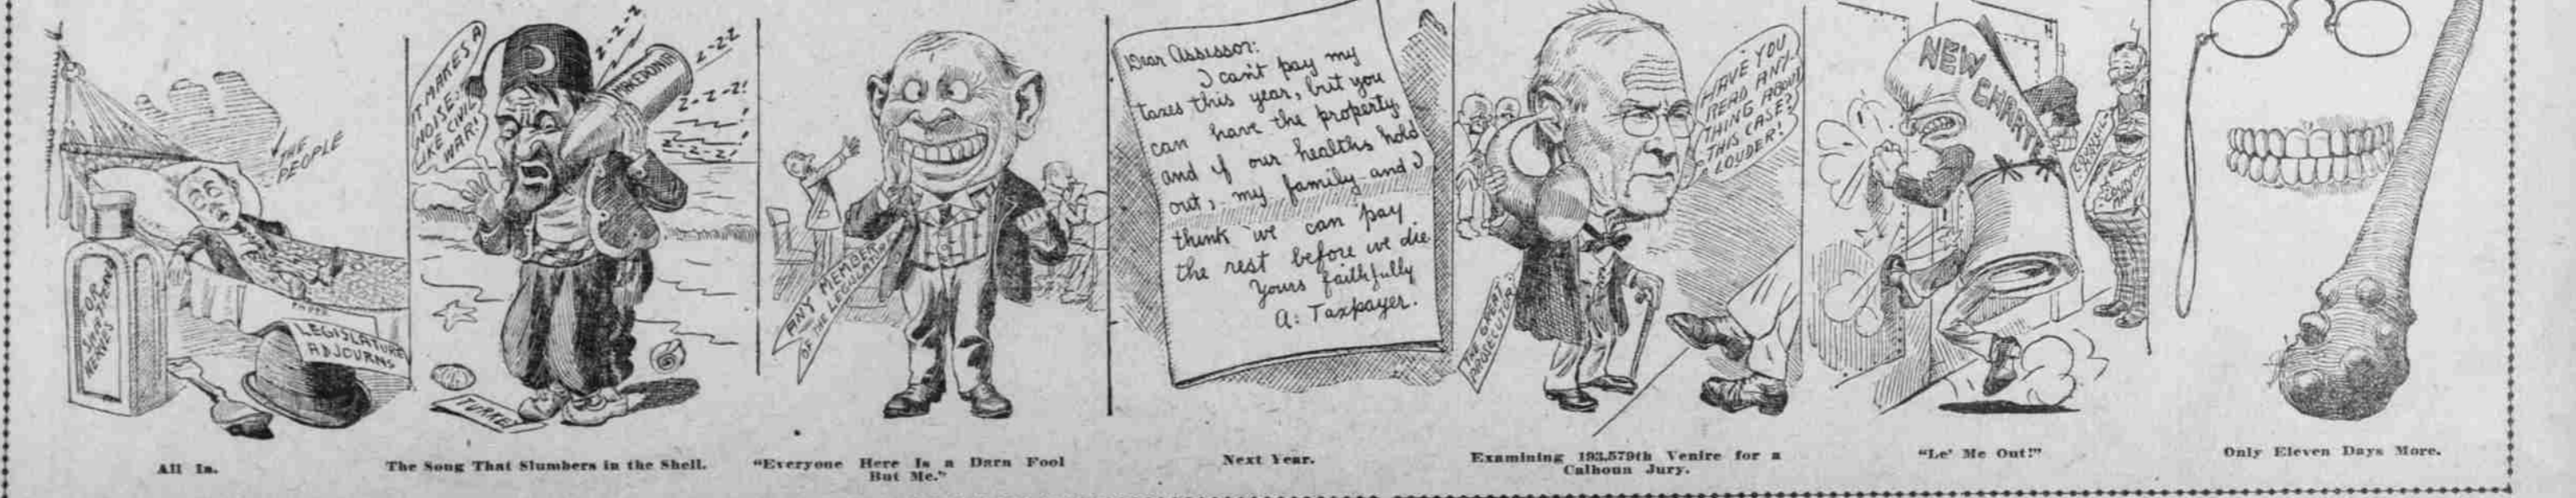 THE
PEOPLE
FOR
SHATTERED
NERVES
PAPER
LEGISLATURE
ADJOURNS
All In.
IT MAKES A
NOISE
LIKE CIVIL
WAR!
MACEDONIA
Z-Z-Z
Z-ZZ
Z-Z-Z!
Z-Z-Z!
TURKEY
The Song That Slumbers in the Shell.
ANY MEMBER
OF THE LEGISLATURE
"Everyone Here Is a Darn Fool
But Me."
Dear Assessor:
I can't pay my
taxes this year, but you
can have the property,
and if our healths hold
out, my family and I
think we can pay
the rest before we die.
Yours faithfully
A. Taxpayer.
Next Year.
HAVE YOU
READ ANY-
THING ABOUT
THIS CASE?
LOUDER!
THE GREAT
PROSECUTOR
Examining 193,579th Venire for a
Calhoun Jury.
NEW
CHARTER
COUNCIL
"Le' Me Out!"
Only Eleven Days More.